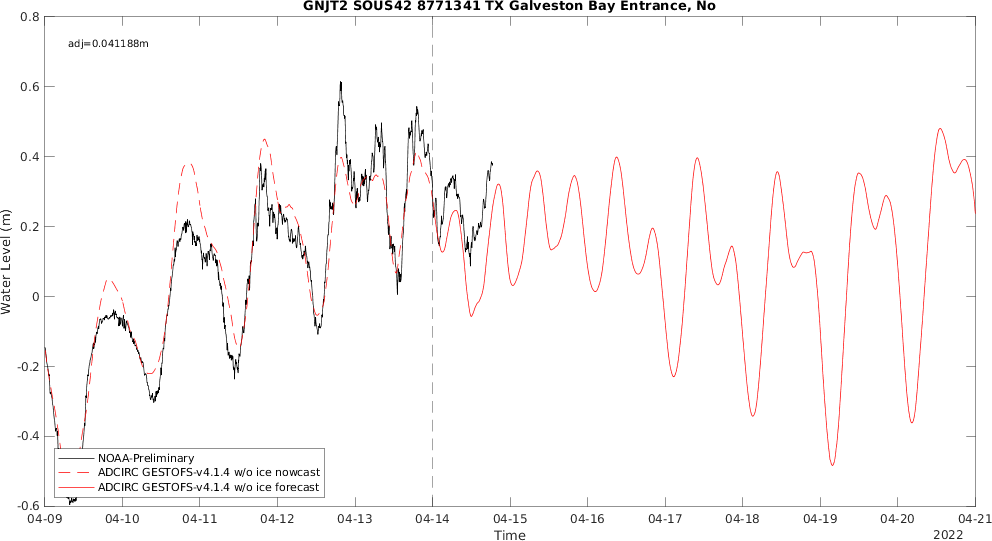 GNJT2 SOUS42 8771341 TX Galveston Bay Entrance, No
adj=0.041188m
0.8
0.6
0.4
0.2
0
-0.2
-0.4
-0.6
Water Level (m)
NOAA-Preliminary
ADCIRC GESTOFS-v4.1.4 w/o ice nowcast
ADCIRC GESTOFS-v4.1.4 w/o ice forecast
04-09 04-10 04-11 04-12 04-13 04-14 04-15 04-16 04-17 04-18 04-19 04-20 04-21
Time
2022